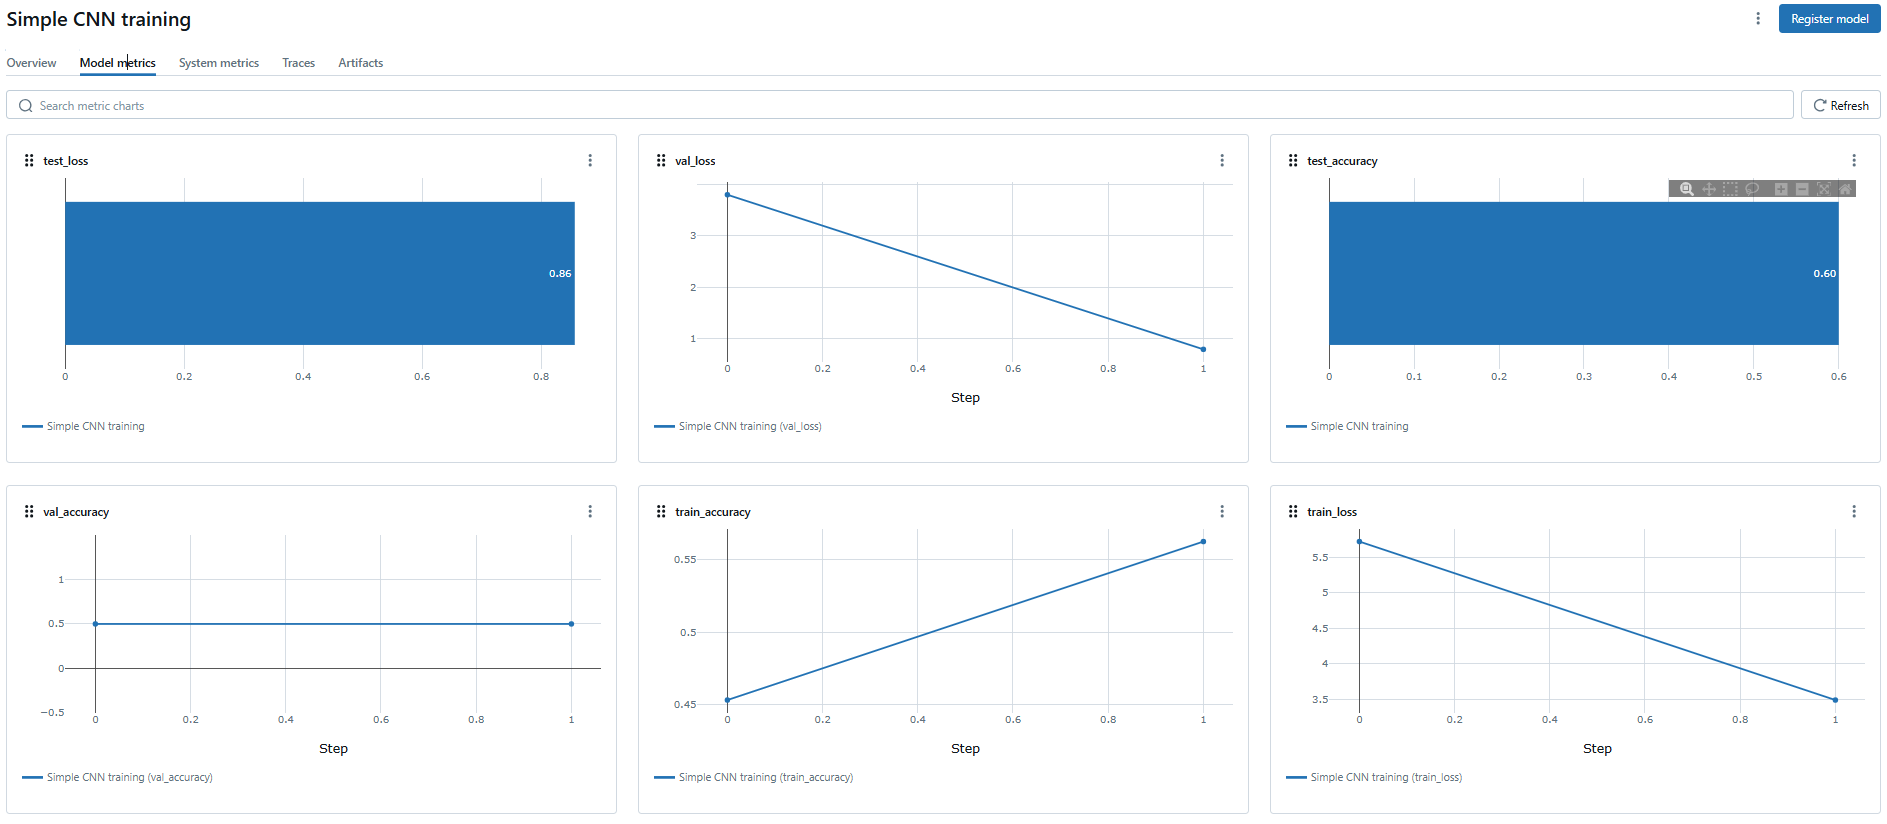 Simple CNN training
Register model
Overview Model metrics System metrics Traces Artifacts
Search metric charts
Refresh
test_loss
0.86
0 0.2 0.4 0.6 0.8
Simple CNN training
val_loss
3
2
1
0 0.2 0.4 0.6 0.8 1
Step
Simple CNN training (val_loss)
test_accuracy
0.60
0 0.1 0.2 0.3 0.4 0.5 0.6
Simple CNN training
val_accuracy
1
0.5
0
−0.5
0 0.2 0.4 0.6 0.8 1
Step
Simple CNN training (val_accuracy)
train_accuracy
0.55
0.5
0.45
0 0.2 0.4 0.6 0.8 1
Step
Simple CNN training (train_accuracy)
train_loss
5.5
5
4.5
4
3.5
0 0.2 0.4 0.6 0.8 1
Step
Simple CNN training (train_loss)